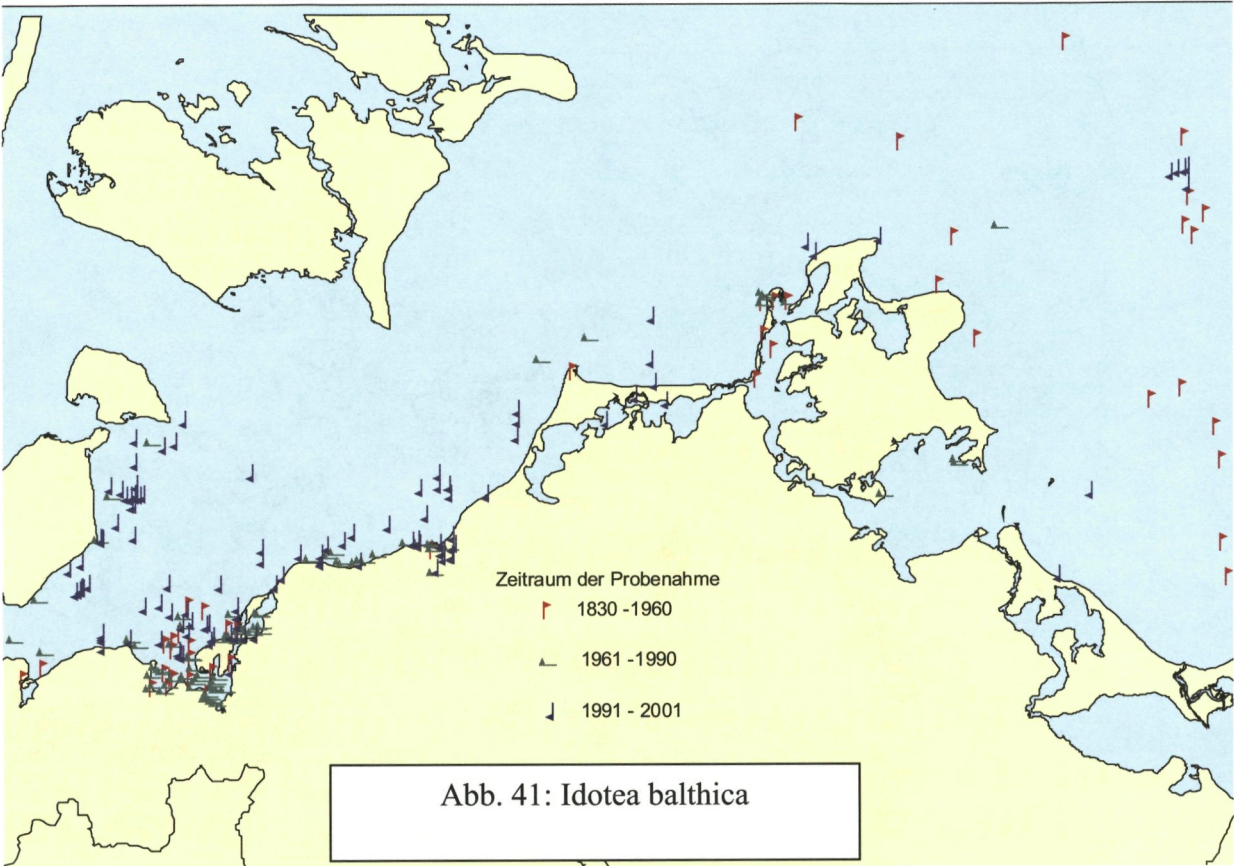 Zeitraum der Probenahme
1830 -1960
1961 -1990
1991 - 2001
Abb. 41: Idotea balthica